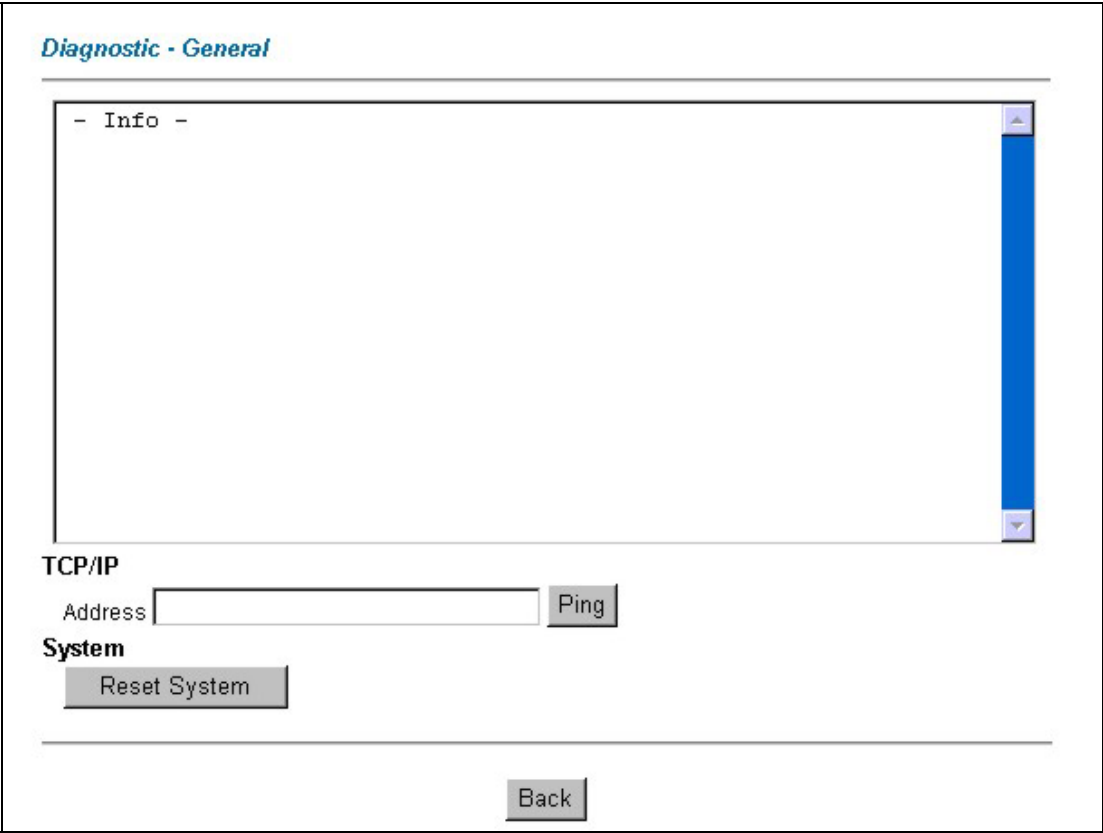 Diagnostic - General
- Info -
TCP/IP
Address Ping
System
Reset System
Back